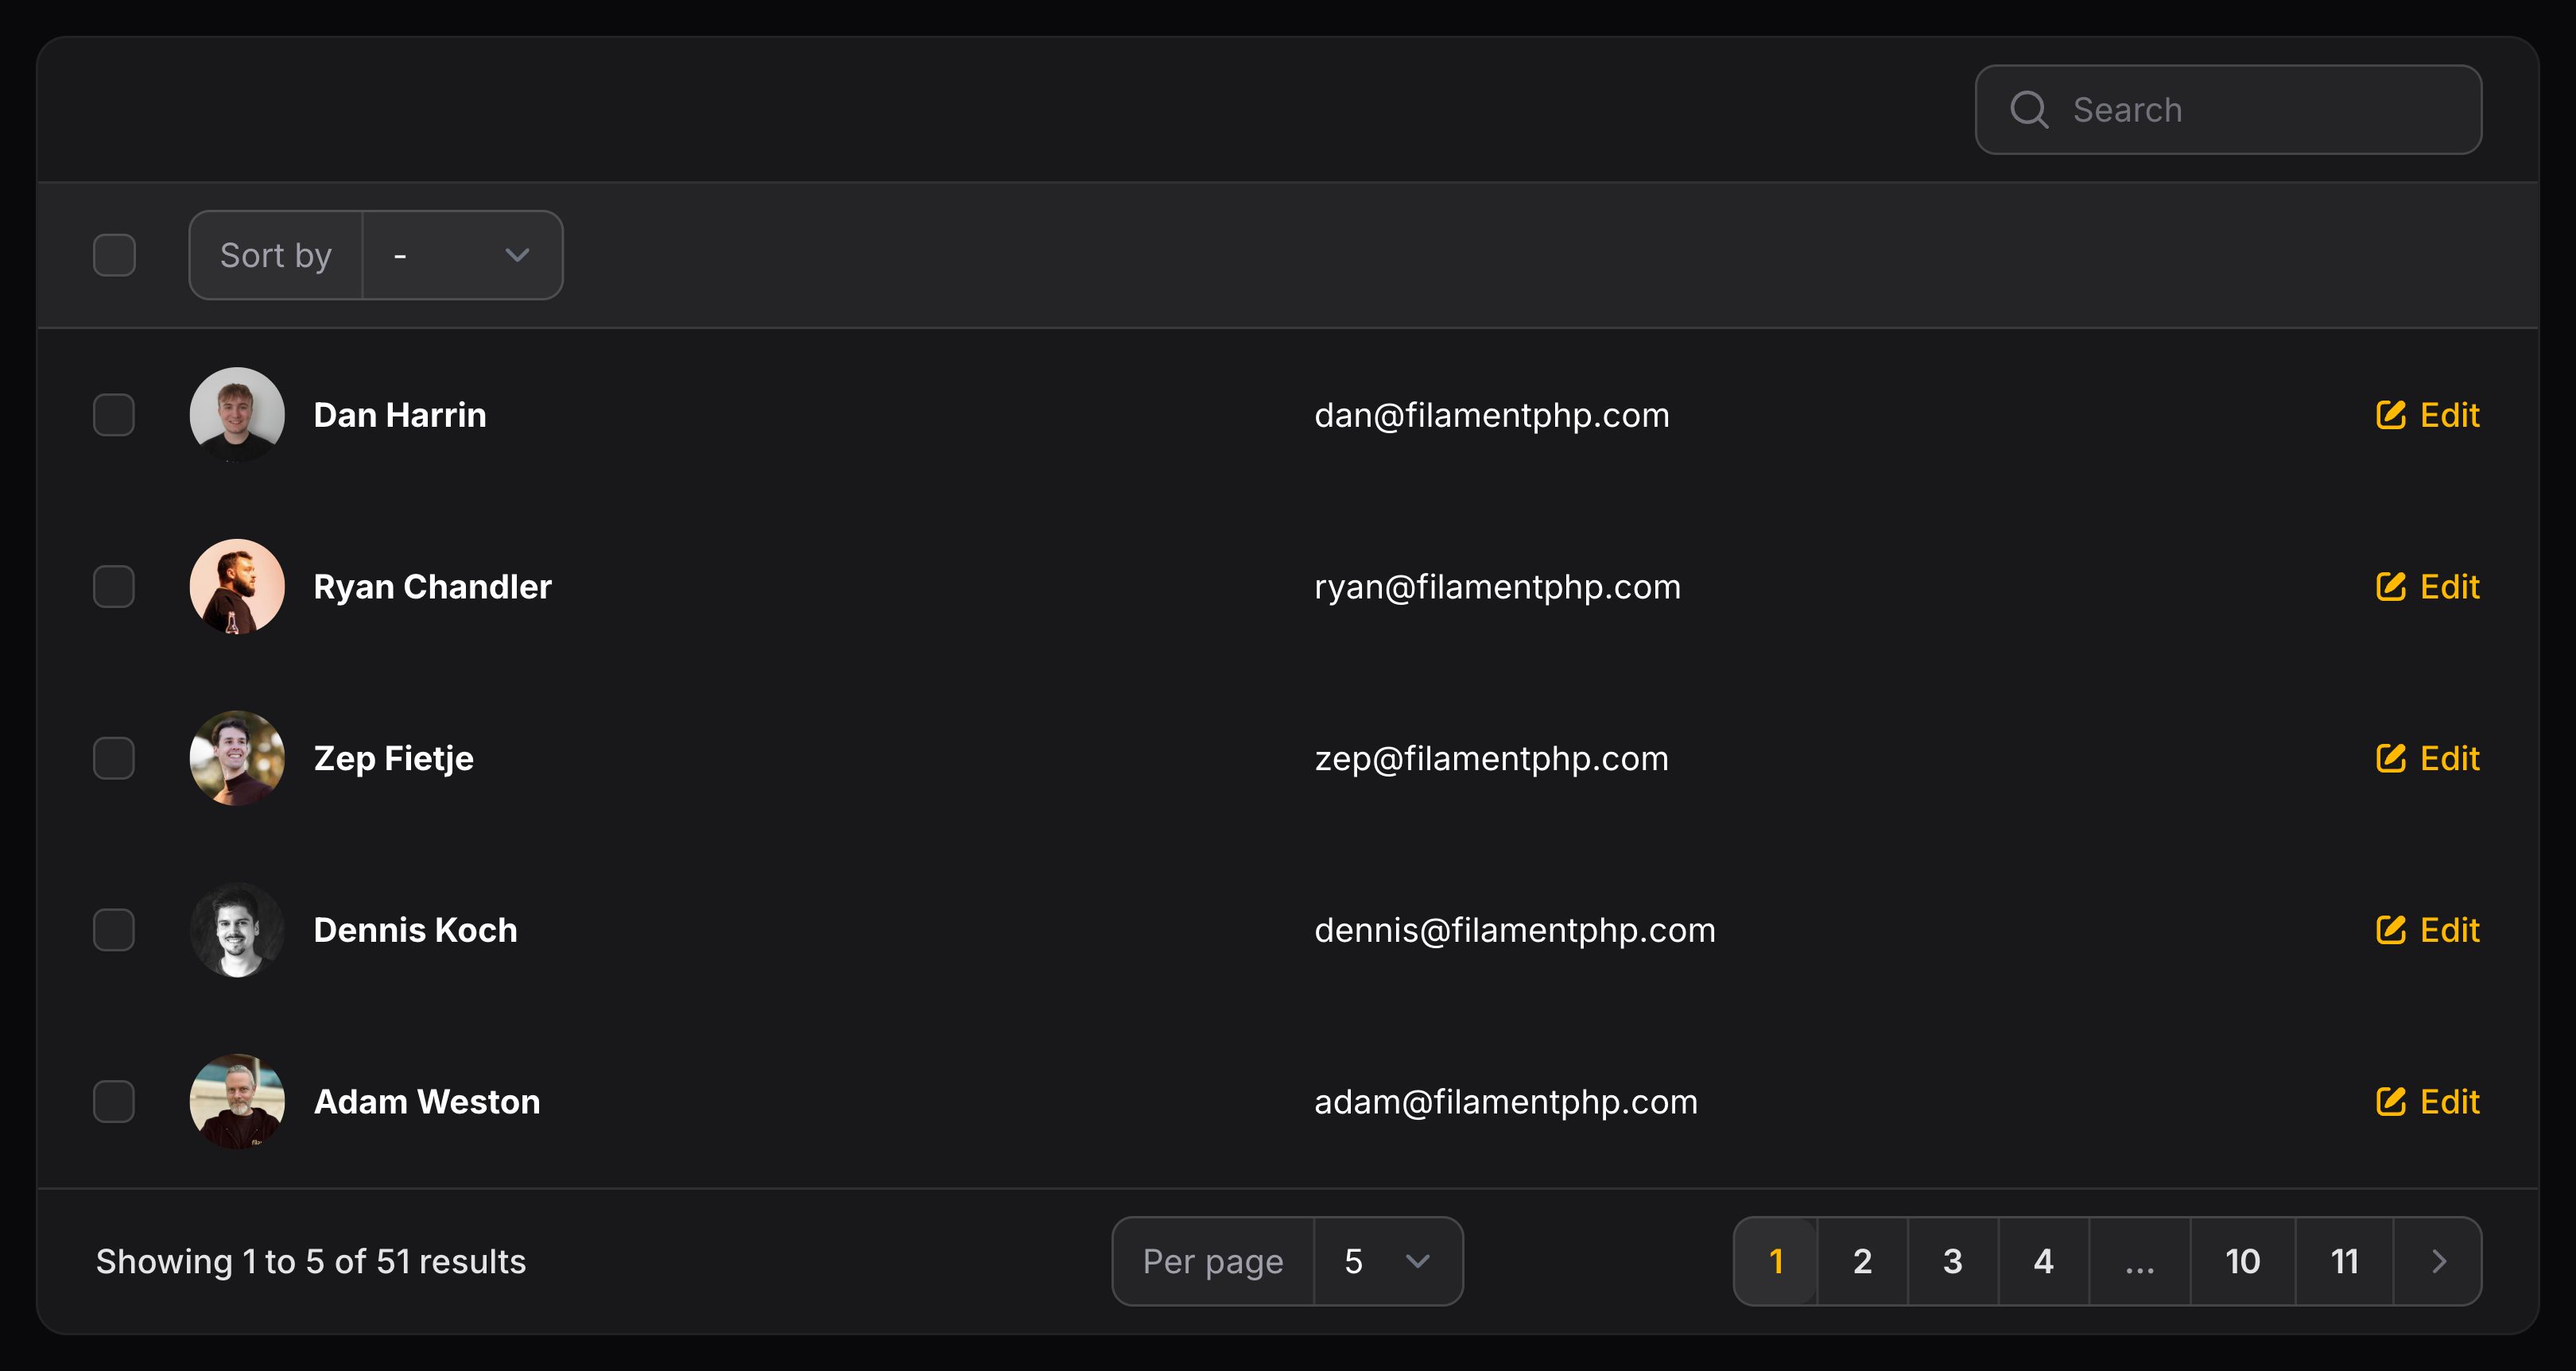 Search
Sort by -
Dan Harrin dan@filamentphp.com Edit
Ryan Chandler ryan@filamentphp.com Edit
Zep Fietje zep@filamentphp.com Edit
Dennis Koch dennis@filamentphp.com Edit
Adam Weston adam@filamentphp.com Edit
Showing 1 to 5 of 51 results Per page 5 1 2 3 4 ... 10 11